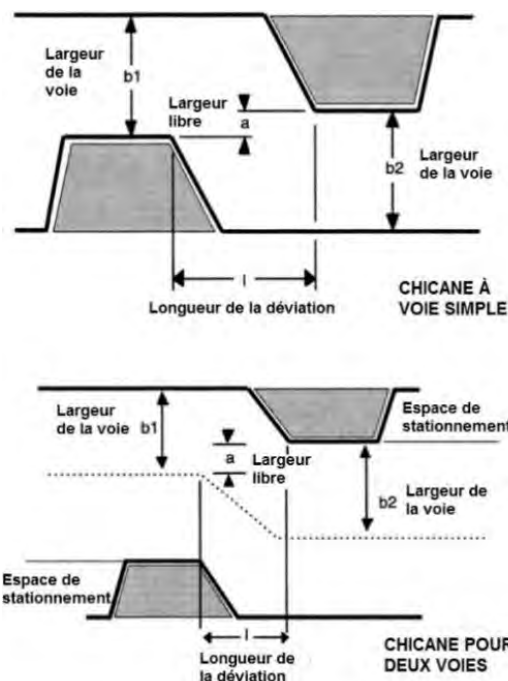 Largeur
de la
voie
b1
Largeur
libre
a
b2
Largeur
de la voie
l
Longueur de la déviation
CHICANE À
VOIE SIMPLE
Largeur
de la voie
b1
a
Largeur
libre
Espace de
stationnement
b2
Largeur de
la voie
Espace de
stationnement
l
Longueur de
la déviation
CHICANE POUR
DEUX VOIES